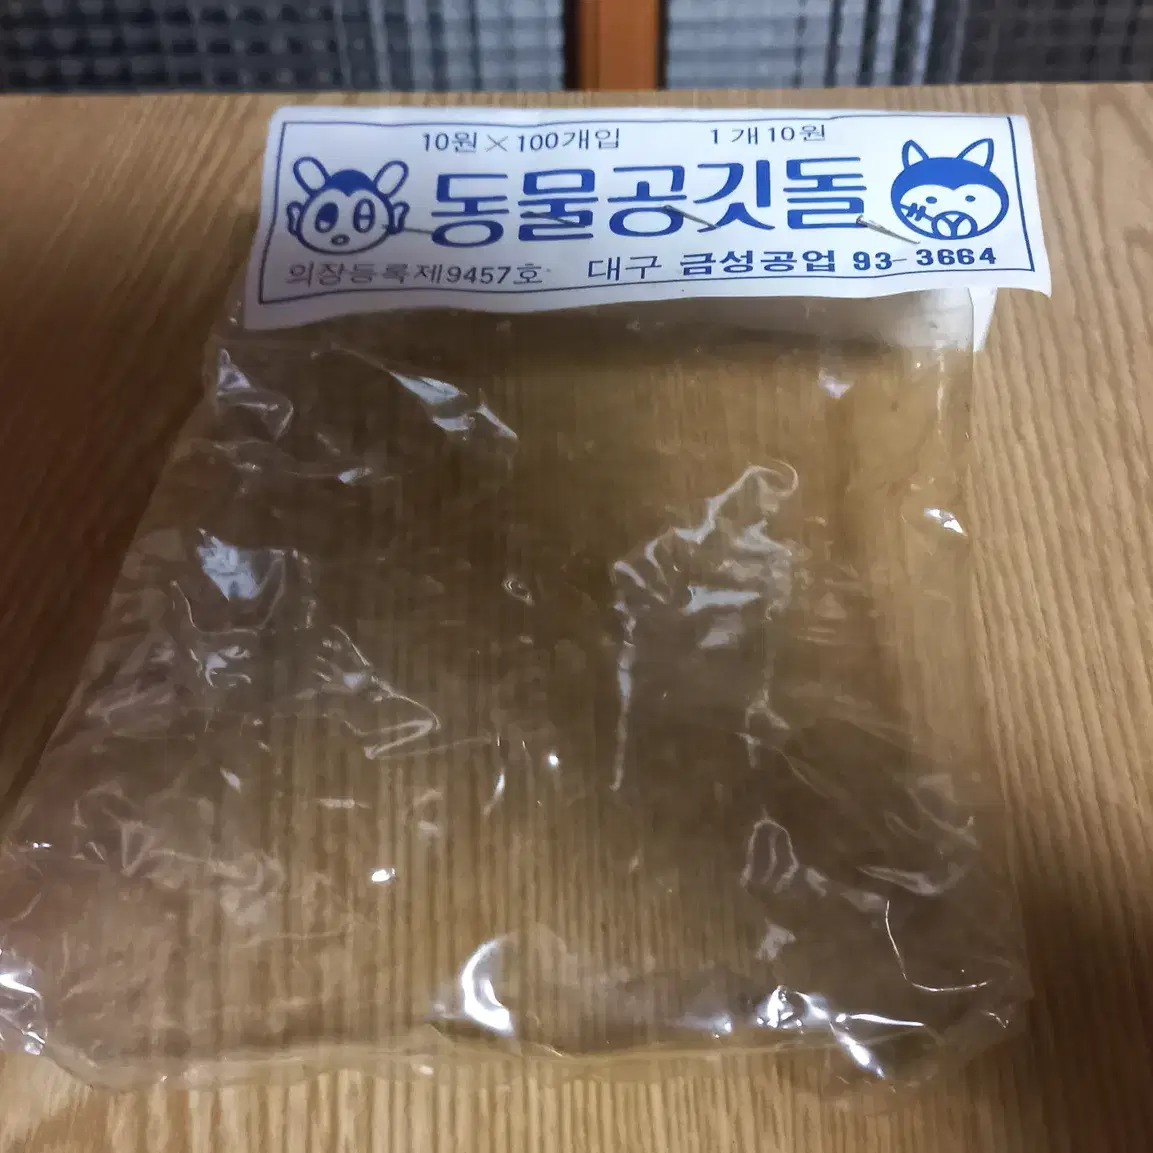 10원×100개입 1개10원
동물공깃돌
의장등록제9457호 대구 금성공업 93-3664